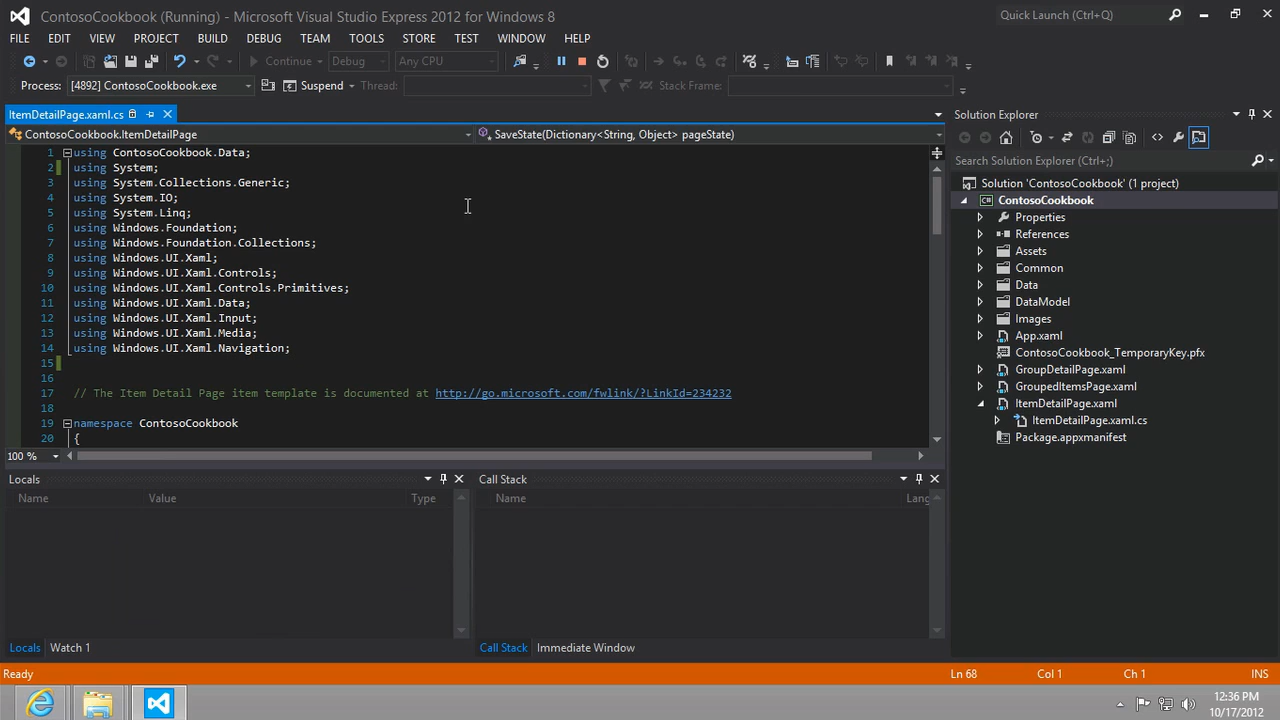 ContosoCookbook (Running) - Microsoft Visual Studio Express 2012 for Windows 8
Quick Launch (Ctrl+Q)
FILE EDIT VIEW PROJECT BUILD DEBUG TEAM TOOLS STORE TEST WINDOW HELP
Continue Debug Any CPU
Process: [4892] ContosoCookbook.exe Suspend Thread: Stack Frame:
ItemDetailPage.xaml.cs
ContosoCookbook.ItemDetailPage
SaveState(Dictionary<String, Object> pageState)
1 using ContosoCookbook.Data;
2 using System;
3 using System.Collections.Generic;
4 using System.IO;
5 using System.Linq;
6 using Windows.Foundation;
7 using Windows.Foundation.Collections;
8 using Windows.UI.Xaml;
9 using Windows.UI.Xaml.Controls;
10 using Windows.UI.Xaml.Controls.Primitives;
11 using Windows.UI.Xaml.Data;
12 using Windows.UI.Xaml.Input;
13 using Windows.UI.Xaml.Media;
14 using Windows.UI.Xaml.Navigation;
15
16
17 // The Item Detail Page item template is documented at http://go.microsoft.com/fwlink/?LinkId=234232
18
19 namespace ContosoCookbook
20 {
100 %
Locals
Name Value Type
Locals Watch 1
Call Stack
Name Lang
Call Stack Immediate Window
Solution Explorer
Search Solution Explorer (Ctrl+;)
Solution 'ContosoCookbook' (1 project)
C# ContosoCookbook
Properties
References
Assets
Common
Data
DataModel
Images
App.xaml
ContosoCookbook_TemporaryKey.pfx
GroupDetailPage.xaml
GroupedItemsPage.xaml
ItemDetailPage.xaml
ItemDetailPage.xaml.cs
Package.appxmanifest
Ready Ln 68 Col 1 Ch 1 INS
12:36 PM
10/17/2012